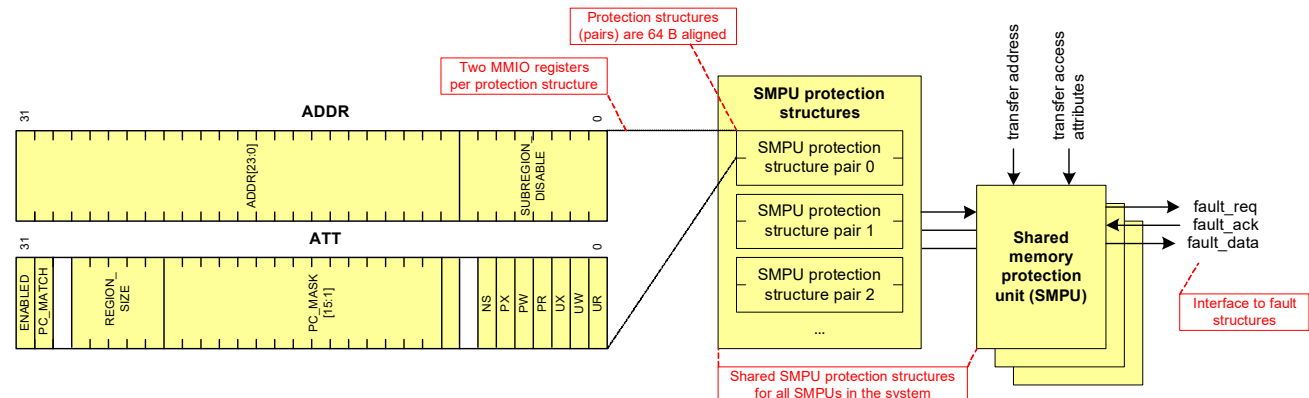 Protection structures
(pairs) are 64 B aligned
Two MMIO registers
per protection structure
ADDR
31
0
ADDR[23:0]
SUBREGION_
DISABLE
ATT
31
0
ENABLED
PC_MATCH
REGION_
SIZE
PC_MASK
[15:1]
NS
PX
PW
PR
UX
UW
UR
SMPU protection
structures
SMPU protection
structure pair 0
SMPU protection
structure pair 1
SMPU protection
structure pair 2
...
Shared SMPU protection structures
for all SMPUs in the system
transfer address
transfer access
attributes
Shared
memory
protection
unit (SMPU)
fault_req
fault_ack
fault_data
Interface to fault
structures